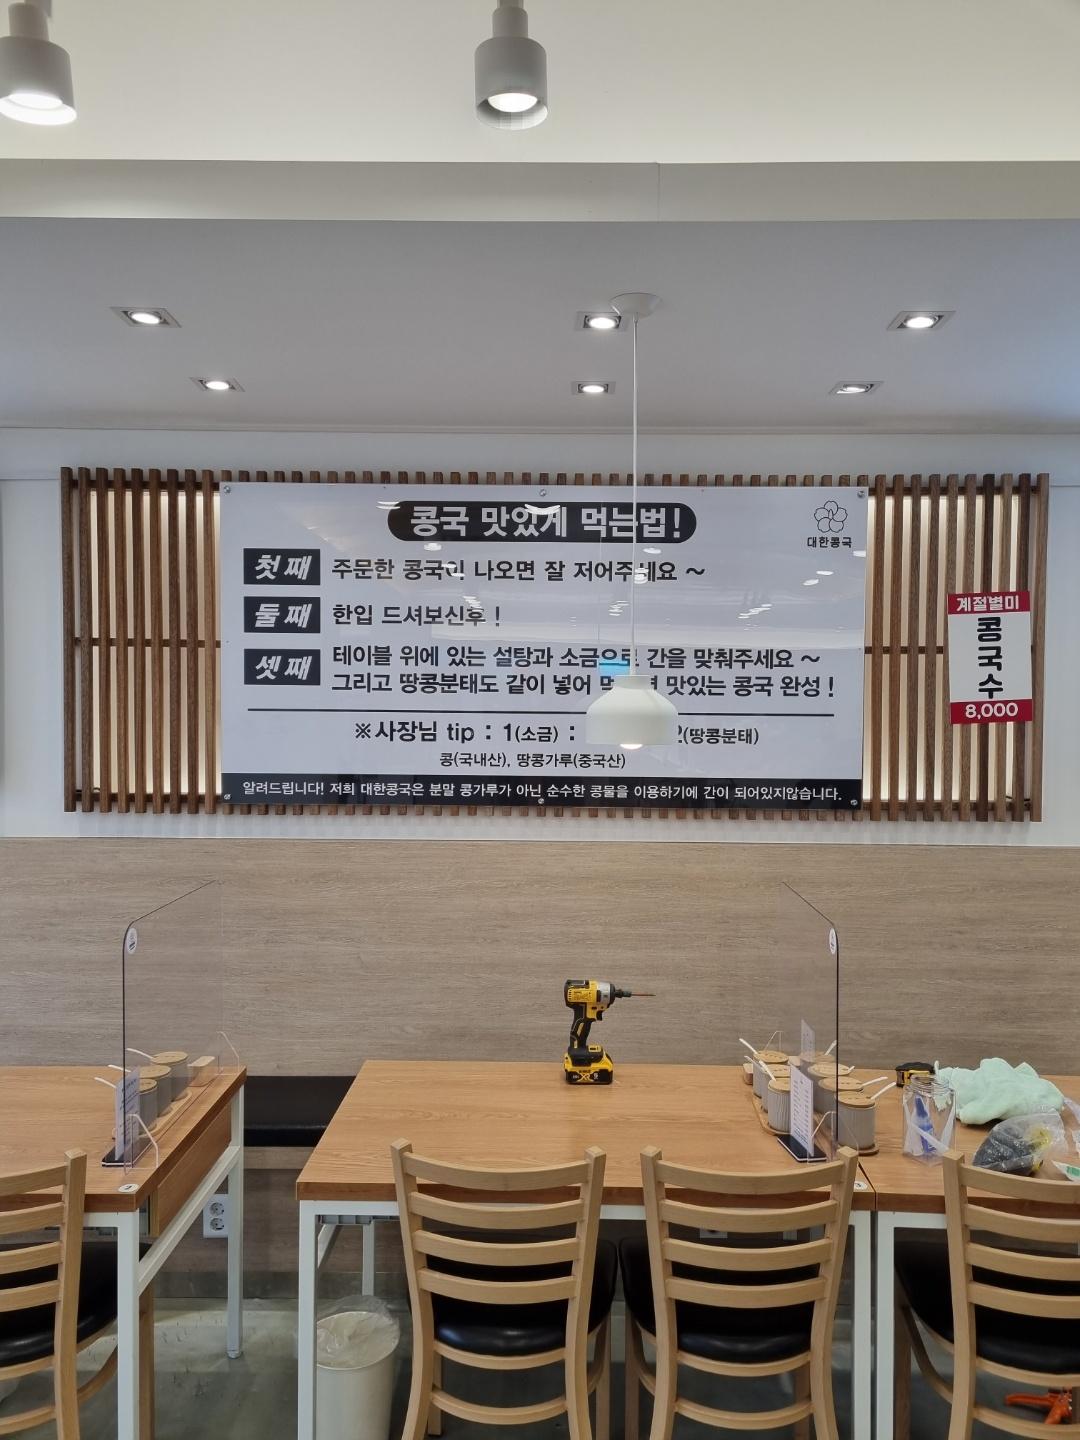 콩국 맛있게 먹는법!
대한콩국
첫째 주문한 콩국이 나오면 잘 저어주세요 ~
둘째 한입 드셔보신후 !
셋째 테이블 위에 있는 설탕과 소금으로 간을 맞춰주세요 ~
그리고 땅콩분태도 같이 넣어 맛있는 콩국 완성 !
※사장님 tip : 1(소금) : 2(땅콩분태)
콩(국내산), 땅콩가루(중국산)
알려드립니다! 저희 대한콩국은 분말 콩가루가 아닌 순수한 콩물을 이용하기에 간이 되어있지않습니다.
계절별미
콩국수
8,000